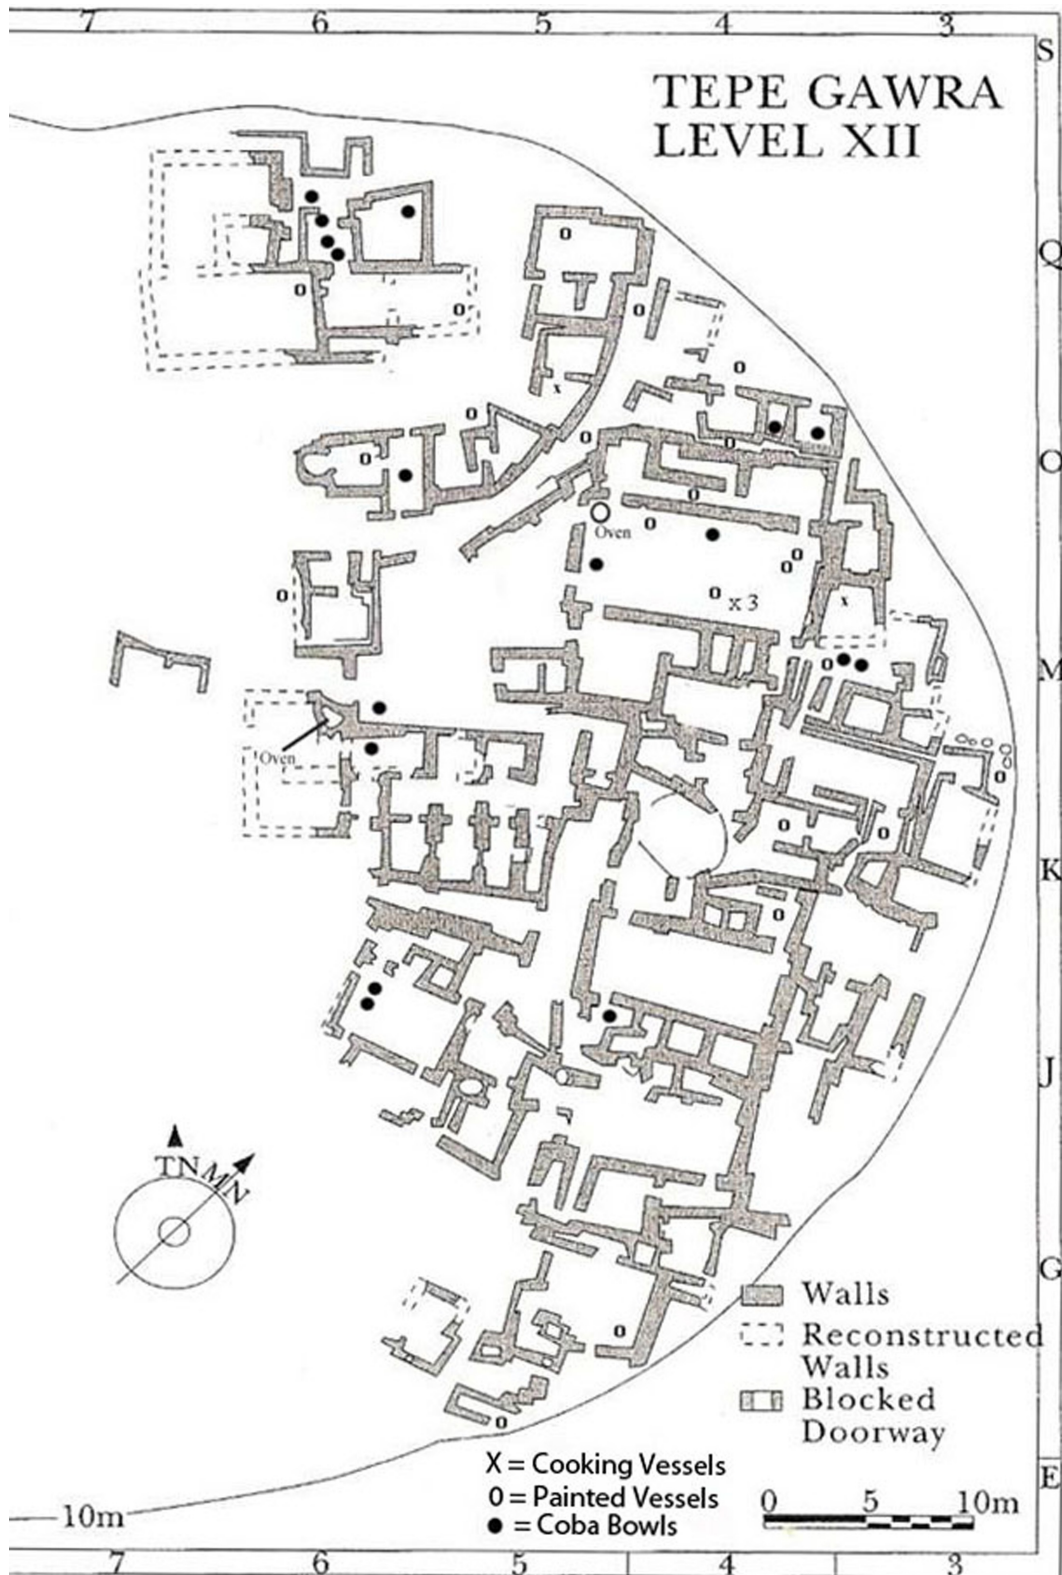 7 6 5 4 3
S
TEPE GAWRA
LEVEL XII
Q
O
Oven
x 3
M
Oven
K
J
TN MN
G
Walls
Reconstructed
Walls
Blocked
Doorway
E
X = Cooking Vessels
0 = Painted Vessels
● = Coba Bowls
0 5 10m
10m
7 6 5 4 3